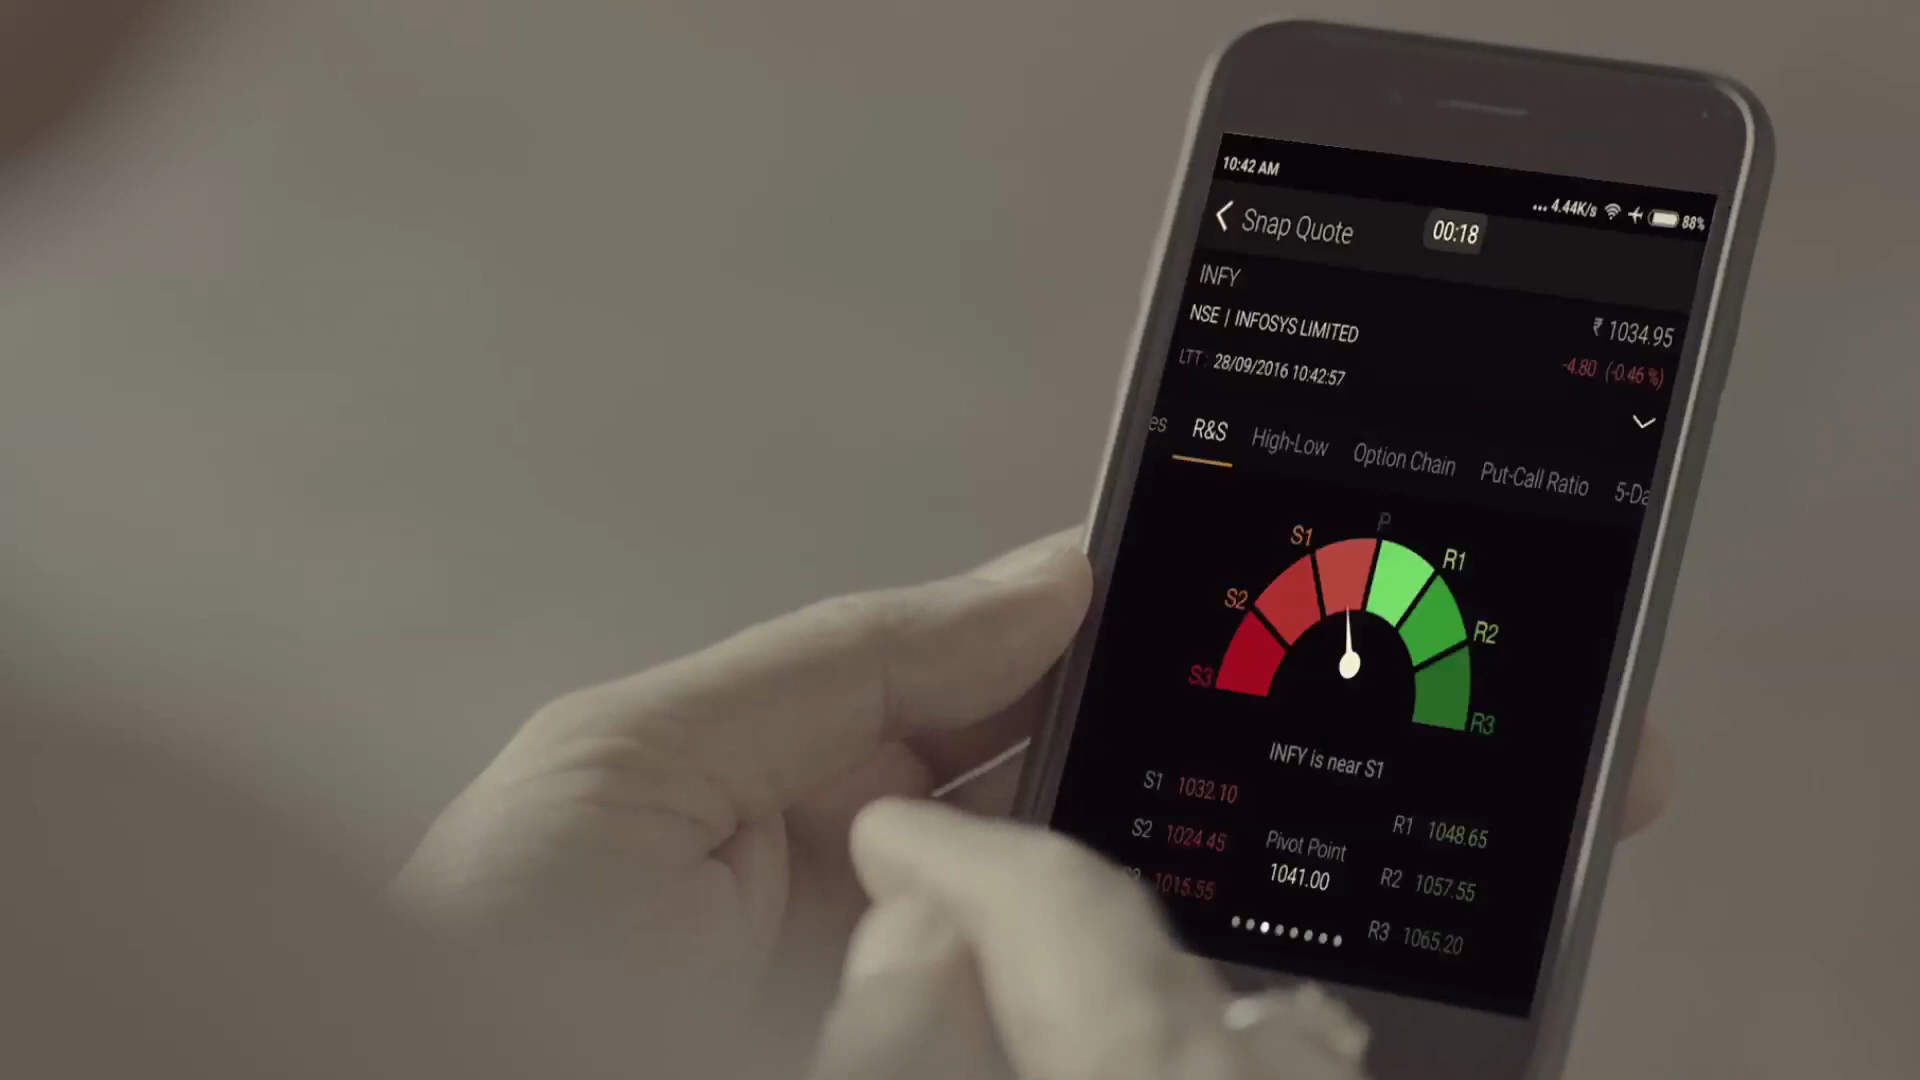 10:42 AM
... 4.44K/s 88%
Snap Quote
00:18
INFY
₹ 1034.95
NSE | INFOSYS LIMITED
-4.80 (-0.46 %)
LTT : 28/09/2016 10:42:57
es R&S High-Low Option Chain Put-Call Ratio 5-Da
P
S1 R1
S2 R2
S3 R3
INFY is near S1
S1 1032.10
R1 1048.65
S2 1024.45
Pivot Point
1041.00
R2 1057.55
1015.55
R3 1065.20